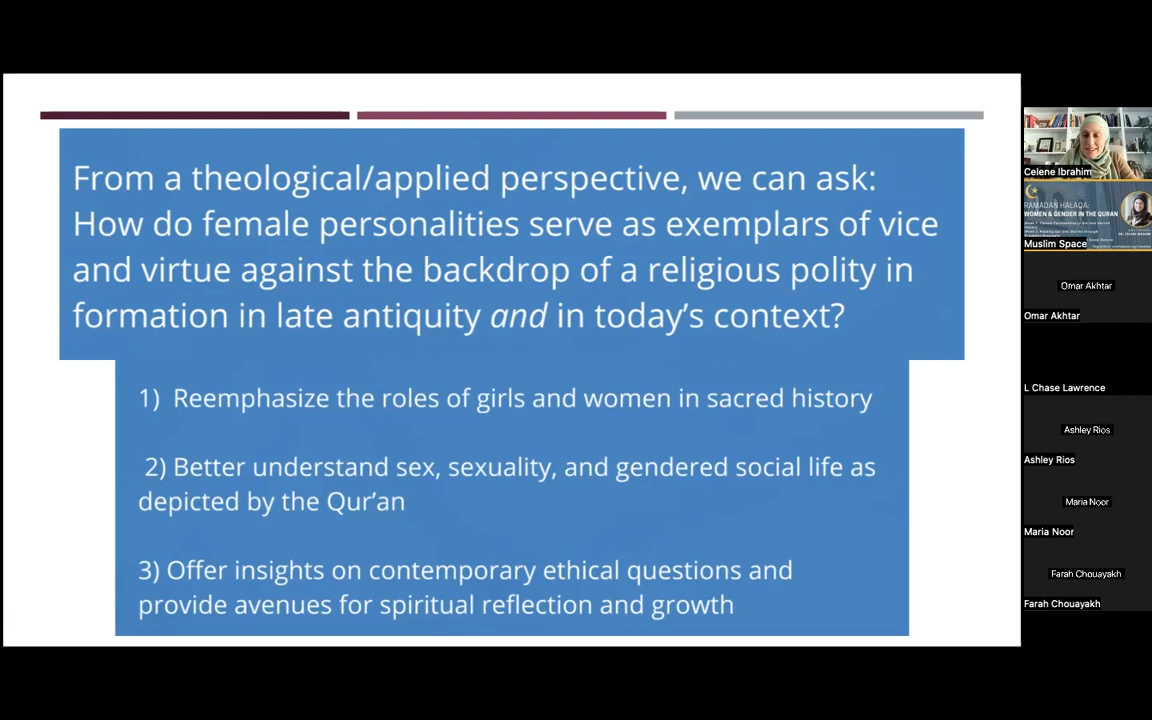 From a theological/applied perspective, we can ask:
How do female personalities serve as exemplars of vice
and virtue against the backdrop of a religious polity in
formation in late antiquity and in today's context?
1) Reemphasize the roles of girls and women in sacred history
2) Better understand sex, sexuality, and gendered social life as
depicted by the Qur'an
3) Offer insights on contemporary ethical questions and
provide avenues for spiritual reflection and growth
Celene Ibrahim
RAMADAN HALAQA:
WOMEN & GENDER IN THE QURAN
Muslim Space
Omar Akhtar
Omar Akhtar
L Chase Lawrence
Ashley Rios
Ashley Rios
Maria Noor
Maria Noor
Farah Chouayakh
Farah Chouayakh